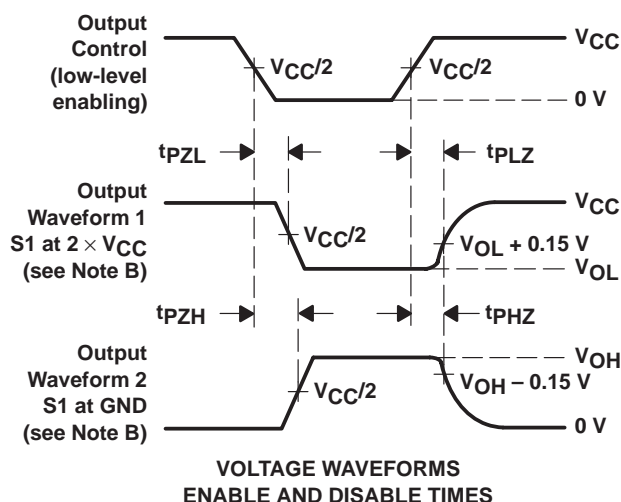 Output
Control
(low-level
enabling)
VCC/2
VCC/2
VCC
0 V
tPZL
tPLZ
Output
Waveform 1
S1 at 2 × VCC
(see Note B)
VCC/2
VCC
VOL + 0.15 V
VOL
tPZH
tPHZ
Output
Waveform 2
S1 at GND
(see Note B)
VCC/2
VOH
VOH – 0.15 V
0 V
VOLTAGE WAVEFORMS
ENABLE AND DISABLE TIMES